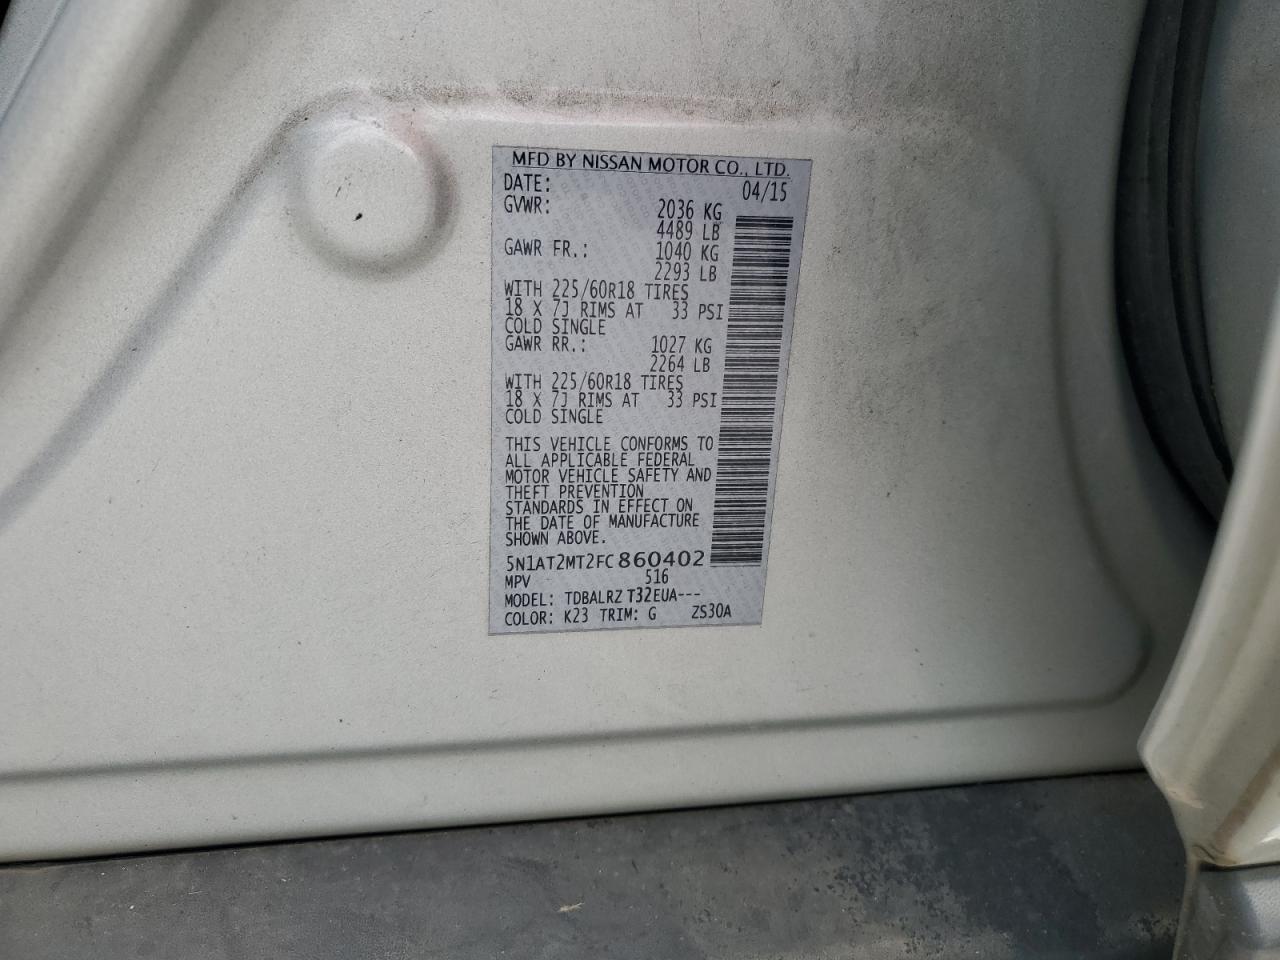 MFD BY NISSAN MOTOR CO., LTD.
DATE: 04/15
GVWR: 2036 KG
4489 LB
GAWR FR.: 1040 KG
2293 LB
WITH 225/60R18 TIRES
18 X 7J RIMS AT 33 PSI
COLD SINGLE
GAWR RR.: 1027 KG
2264 LB
WITH 225/60R18 TIRES
18 X 7J RIMS AT 33 PSI
COLD SINGLE
THIS VEHICLE CONFORMS TO
ALL APPLICABLE FEDERAL
MOTOR VEHICLE SAFETY AND
THEFT PREVENTION
STANDARDS IN EFFECT ON
THE DATE OF MANUFACTURE
SHOWN ABOVE.
5N1AT2MT2FC860402
MPV 516
MODEL: TDBALRZ T32EUA---
COLOR: K23 TRIM: G ZS30A